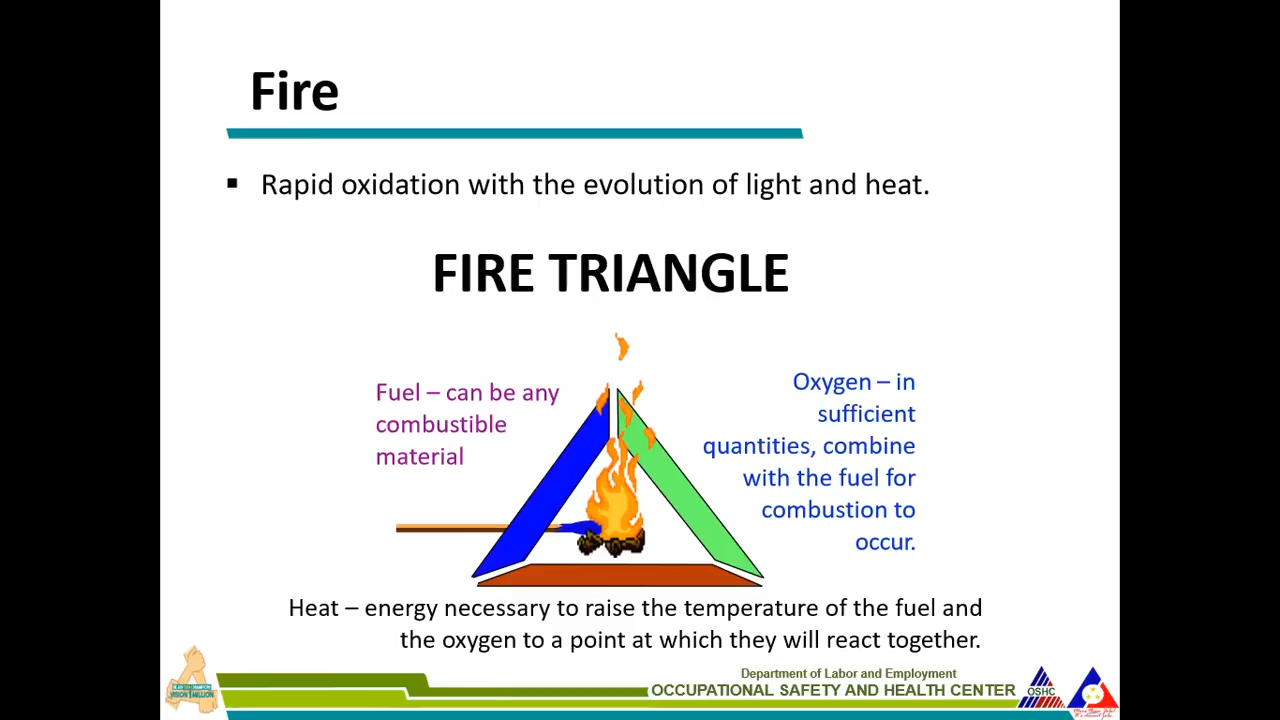 Fire
▪ Rapid oxidation with the evolution of light and heat.
FIRE TRIANGLE
Fuel – can be any
combustible
material
Oxygen – in
sufficient
quantities, combine
with the fuel for
combustion to
occur.
Heat – energy necessary to raise the temperature of the fuel and
the oxygen to a point at which they will react together.
VISION 1 MILLION
Department of Labor and Employment
OCCUPATIONAL SAFETY AND HEALTH CENTER
OSHC